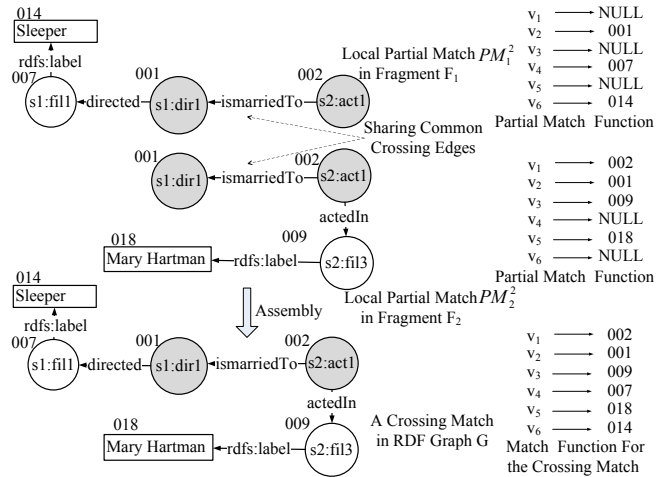 014
Sleeper
rdfs:label
007
s1:fil1
directed
001
s1:dir1
ismarriedTo
002
s2:act1
Local Partial Match PM₁²
in Fragment F₁
v₁ NULL
v₂ 001
v₃ NULL
v₄ 007
v₅ NULL
v₆ 014
Partial Match Function
Sharing Common
Crossing Edges
001
s1:dir1
ismarriedTo
002
s2:act1
actedIn
018
Mary Hartman
rdfs:label
009
s2:fil3
Local Partial Match PM₂²
in Fragment F₂
v₁ 002
v₂ 001
v₃ 009
v₄ NULL
v₅ 018
v₆ NULL
Partial Match Function
Assembly
014
Sleeper
rdfs:label
007
s1:fil1
directed
001
s1:dir1
ismarriedTo
002
s2:act1
actedIn
018
Mary Hartman
rdfs:label
009
s2:fil3
A Crossing Match
in RDF Graph G
v₁ 002
v₂ 001
v₃ 009
v₄ 007
v₅ 018
v₆ 014
Match Function For
the Crossing Match